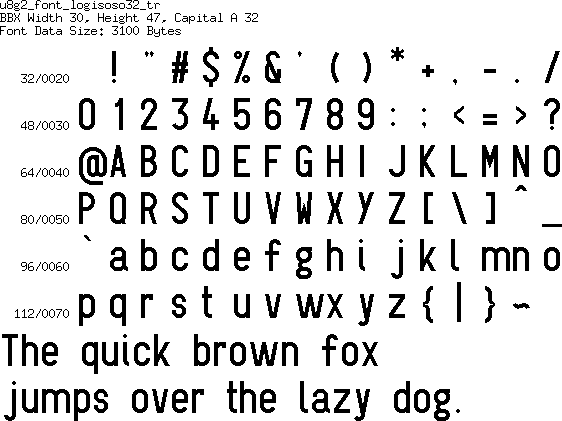 u8g2_font_logisoso32_tr
BBX Width 30, Height 47, Capital A 32
Font Data Size: 3100 Bytes
32/0020 ! " # $ % & ' ( ) * + , - . /
48/0030 0 1 2 3 4 5 6 7 8 9 : ; < = > ?
64/0040 @ A B C D E F G H I J K L M N O
80/0050 P Q R S T U V W X Y Z [ \ ] ^ _
96/0060 ` a b c d e f g h i j k l m n o
112/0070 p q r s t u v w x y z { | } ~
The quick brown fox
jumps over the lazy dog.